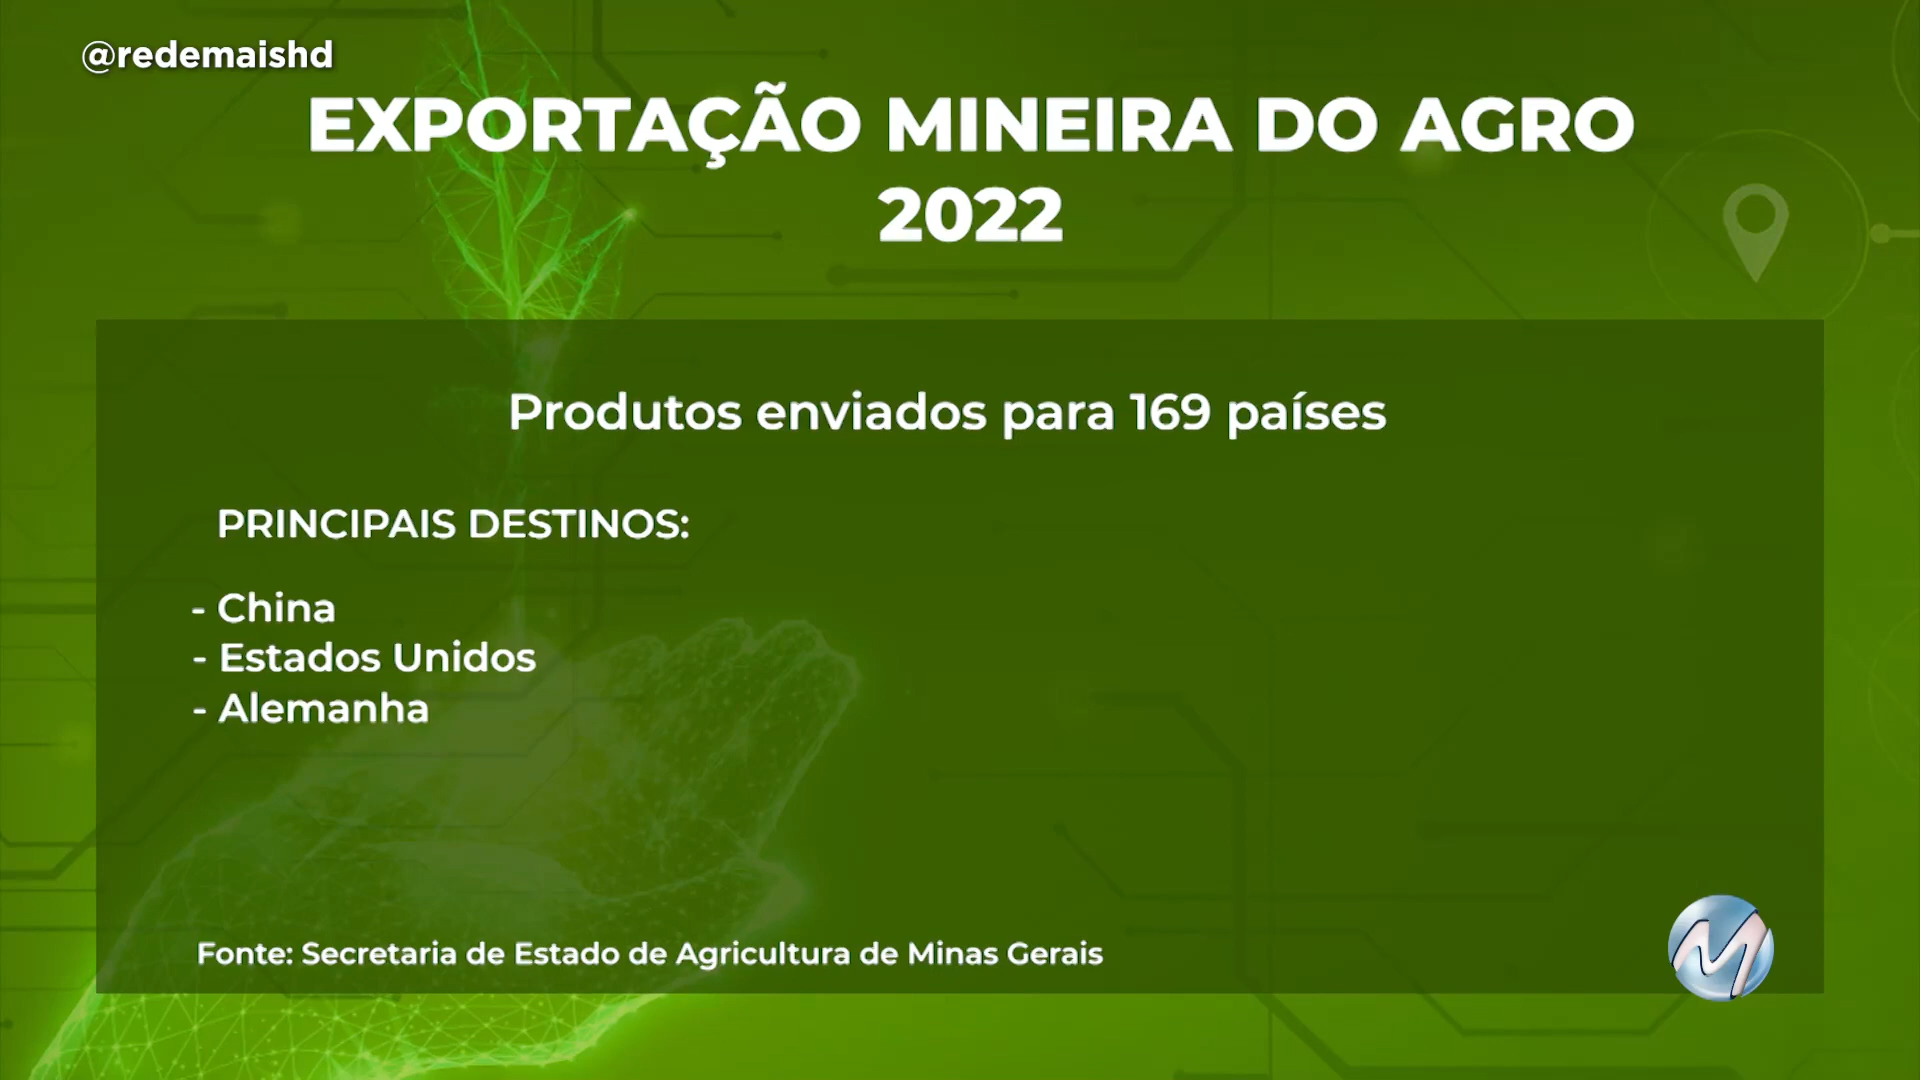 @redemaishd
EXPORTAÇÃO MINEIRA DO AGRO
2022
Produtos enviados para 169 países
PRINCIPAIS DESTINOS:
- China
- Estados Unidos
- Alemanha
Fonte: Secretaria de Estado de Agricultura de Minas Gerais
M